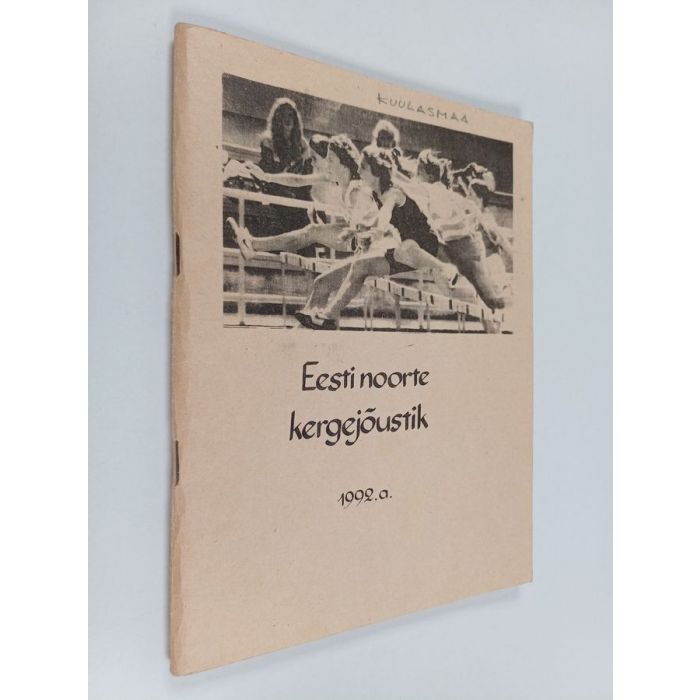 KUULASMAA
Eesti noorte
kergejõustik
1992.a.